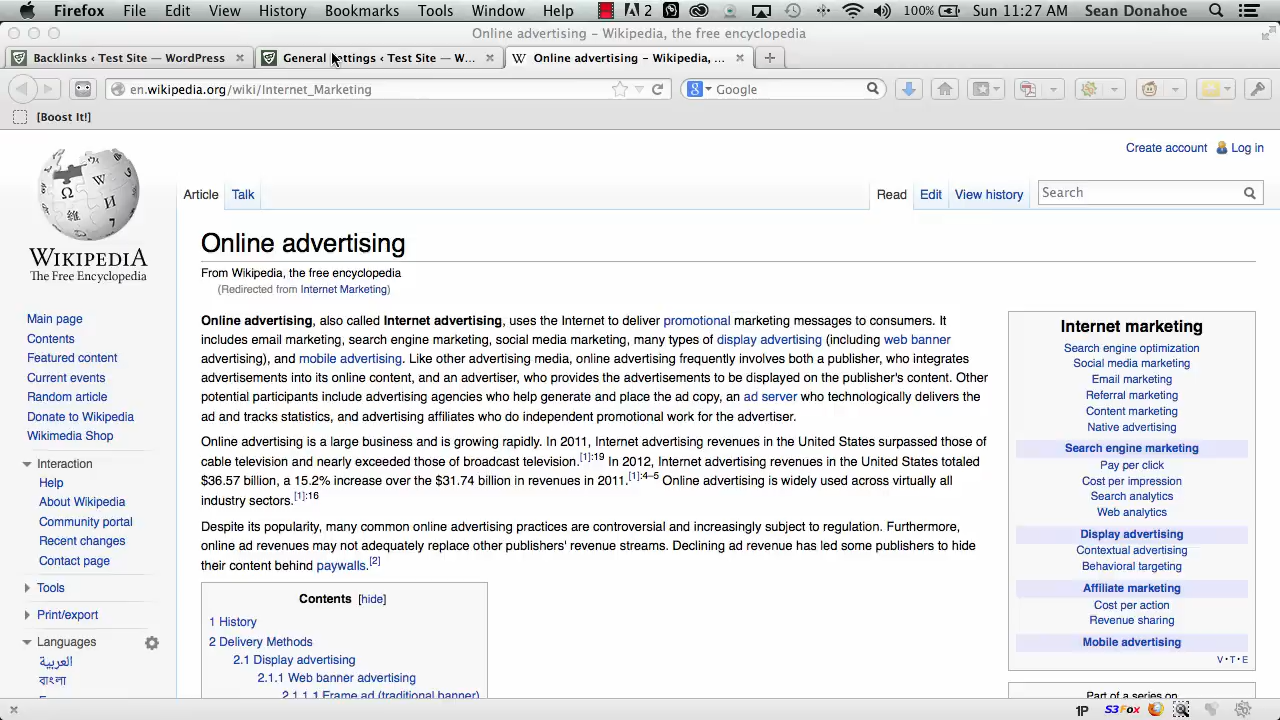 Firefox File Edit View History Bookmarks Tools Window Help 2 100% Sun 11:27 AM Sean Donahoe
Online advertising – Wikipedia, the free encyclopedia
Backlinks ‹ Test Site — WordPress × General Settings ‹ Test Site — W... × W Online advertising – Wikipedia, ... × +
en.wikipedia.org/wiki/Internet_Marketing Google
[Boost It!]
Create account Log in
Article Talk Read Edit View history Search
WIKIPEDIA
The Free Encyclopedia
Main page
Contents
Featured content
Current events
Random article
Donate to Wikipedia
Wikimedia Shop
Interaction
Help
About Wikipedia
Community portal
Recent changes
Contact page
Tools
Print/export
Languages
العربية
বাংলা
Online advertising
From Wikipedia, the free encyclopedia
(Redirected from Internet Marketing)
Online advertising, also called Internet advertising, uses the Internet to deliver promotional marketing messages to consumers. It
includes email marketing, search engine marketing, social media marketing, many types of display advertising (including web banner
advertising), and mobile advertising. Like other advertising media, online advertising frequently involves both a publisher, who integrates
advertisements into its online content, and an advertiser, who provides the advertisements to be displayed on the publisher's content. Other
potential participants include advertising agencies who help generate and place the ad copy, an ad server who technologically delivers the
ad and tracks statistics, and advertising affiliates who do independent promotional work for the advertiser.
Online advertising is a large business and is growing rapidly. In 2011, Internet advertising revenues in the United States surpassed those of
cable television and nearly exceeded those of broadcast television.[1]:19 In 2012, Internet advertising revenues in the United States totaled
$36.57 billion, a 15.2% increase over the $31.74 billion in revenues in 2011.[1]:4–5 Online advertising is widely used across virtually all
industry sectors.[1]:16
Despite its popularity, many common online advertising practices are controversial and increasingly subject to regulation. Furthermore,
online ad revenues may not adequately replace other publishers' revenue streams. Declining ad revenue has led some publishers to hide
their content behind paywalls.[2]
Contents [hide]
1 History
2 Delivery Methods
2.1 Display advertising
2.1.1 Web banner advertising
2.1.1.1 Frame ad (traditional banner)
Internet marketing
Search engine optimization
Social media marketing
Email marketing
Referral marketing
Content marketing
Native advertising
Search engine marketing
Pay per click
Cost per impression
Search analytics
Web analytics
Display advertising
Contextual advertising
Behavioral targeting
Affiliate marketing
Cost per action
Revenue sharing
Mobile advertising
V · T · E
Part of a series on
1P S3Fox